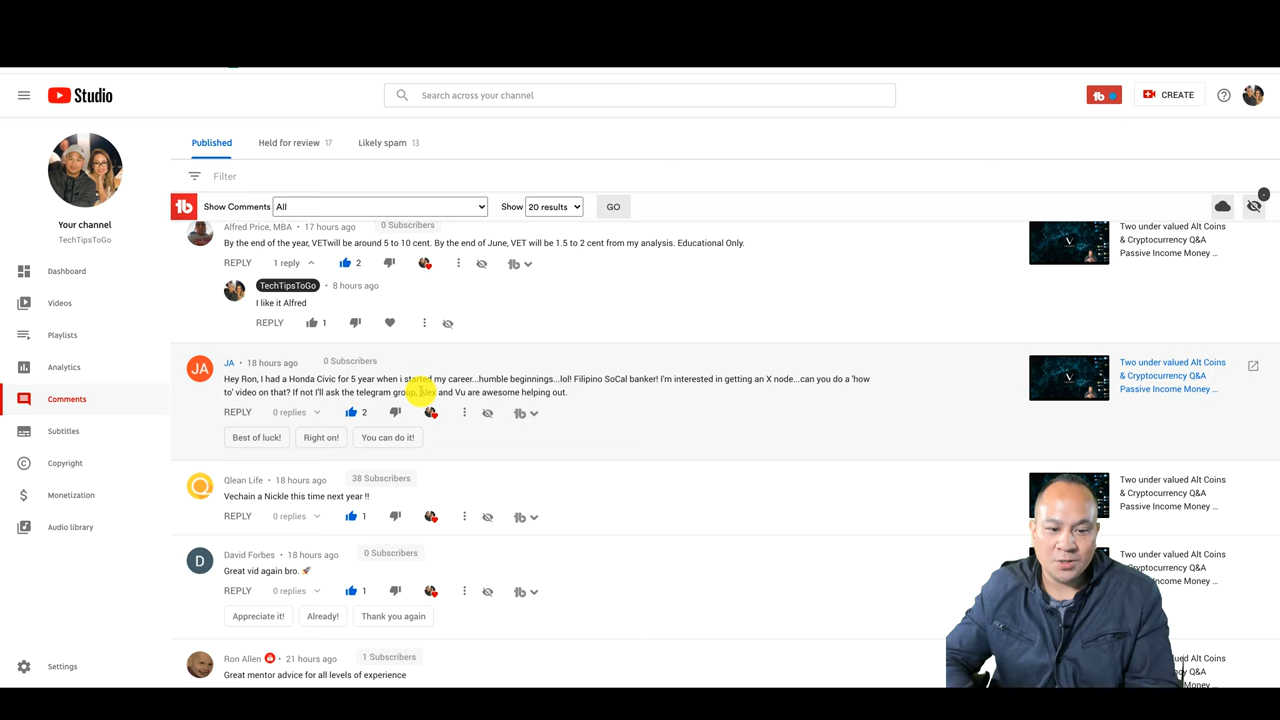 Studio
Search across your channel
tb
CREATE
Published
Held for review 17
Likely spam 13
Filter
Your channel
TechTipsToGo
tb Show Comments All Show 20 results GO
Dashboard
Videos
Playlists
Analytics
Comments
Subtitles
Copyright
Monetization
Audio library
Settings
Alfred Price, MBA • 17 hours ago 0 Subscribers
By the end of the year, VETwill be around 5 to 10 cent. By the end of June, VET will be 1.5 to 2 cent from my analysis. Educational Only.
REPLY 1 reply 2 tb
TechTipsToGo • 8 hours ago
I like it Alfred
REPLY 1
V
Two under valued Alt Coins
& Cryptocurrency Q&A
Passive Income Money ...
JA JA • 18 hours ago 0 Subscribers
Hey Ron, I had a Honda Civic for 5 year when i started my career...humble beginnings...lol! Filipino SoCal banker! I'm interested in getting an X node...can you do a 'how
to' video on that? If not I'll ask the telegram group, Alex and Vu are awesome helping out.
REPLY 0 replies 2 tb
Best of luck! Right on! You can do it!
V
Two under valued Alt Coins
& Cryptocurrency Q&A
Passive Income Money ...
Qlean Life • 18 hours ago 38 Subscribers
Vechain a Nickle this time next year !!
REPLY 0 replies 1 tb
Two under valued Alt Coins
& Cryptocurrency Q&A
Passive Income Money ...
D David Forbes • 18 hours ago 0 Subscribers
Great vid again bro. 🚀
REPLY 0 replies 1 tb
Appreciate it! Already! Thank you again
Two under valued Alt Coins
Cryptocurrency Q&A
Income Money ...
Ron Allen • 21 hours ago 1 Subscribers
Great mentor advice for all levels of experience
Alt Coins
Q&A
Money ...